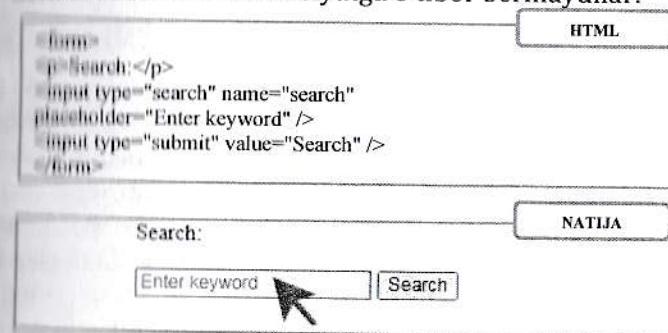 HTML
<form>
<p>Search:</p>
<input type="search" name="search"
placeholder="Enter keyword" />
<input type="submit" value="Search" />
</form>
NATIJA
Search:
Enter keyword Search